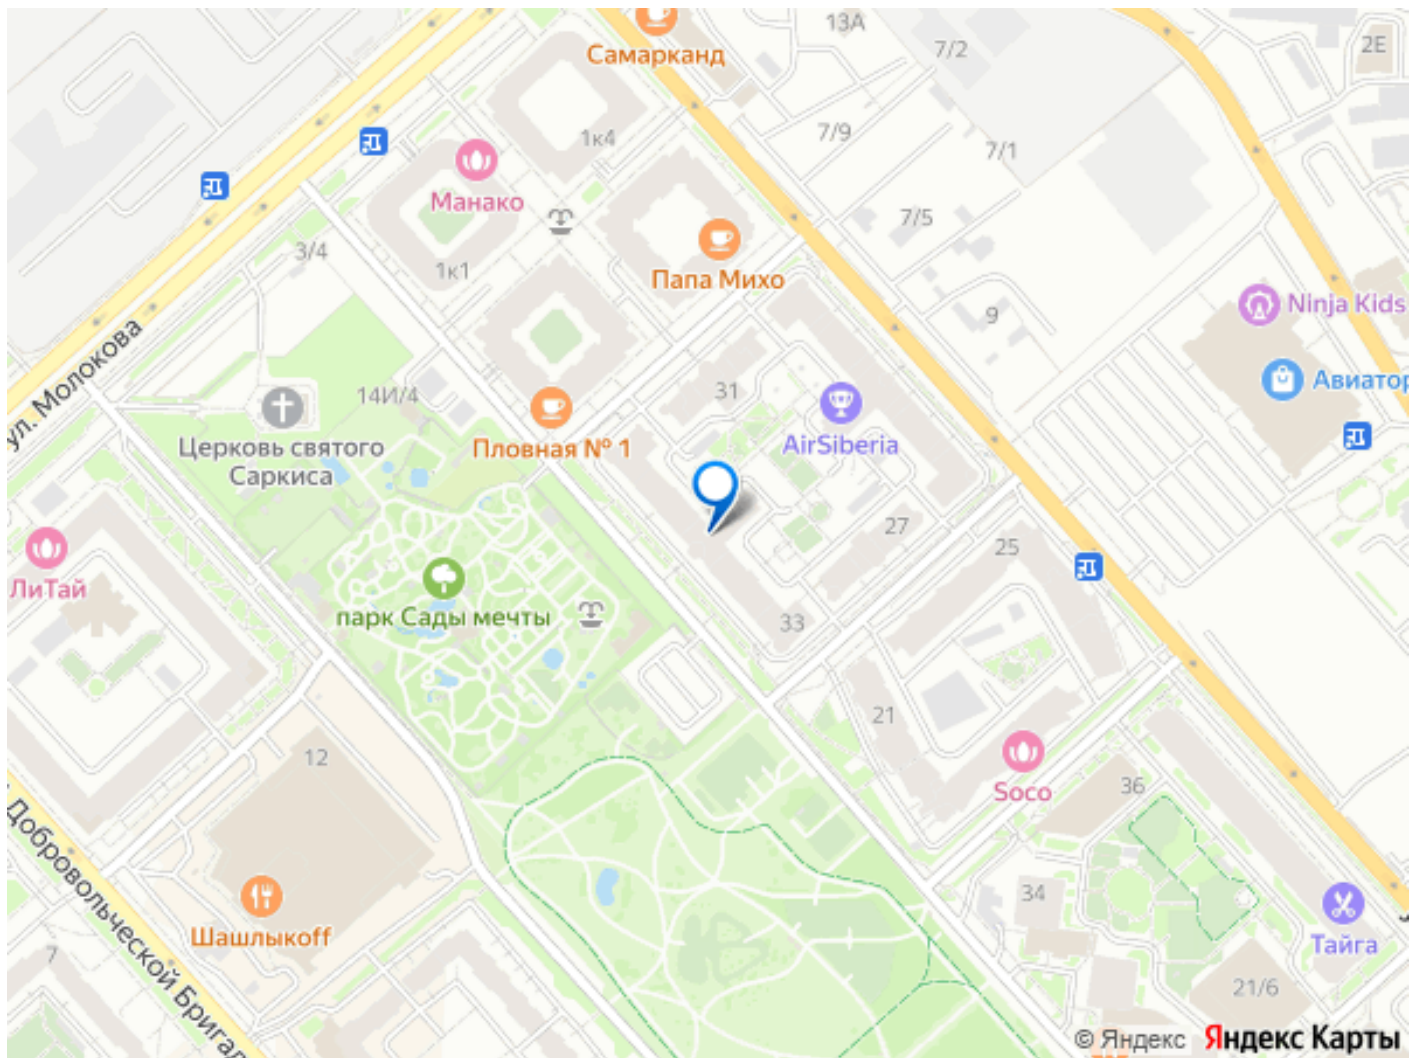 Самарканд
13А
7/2
2Е
7/9
7/1
1к4
Манако
7/5
3/4
1к1
Папа Михо
9
Ninja Kids
ул. Молокова
14И/4
31
Авиатор
Церковь святого
Саркиса
Пловная № 1
AirSiberia
27
25
ЛиТай
парк Сады мечты
33
21
12
Soco
36
Добровольческой Бригад
34
Шашлыкоff
Тайга
7
21/6
© Яндекс Яндекс Карты